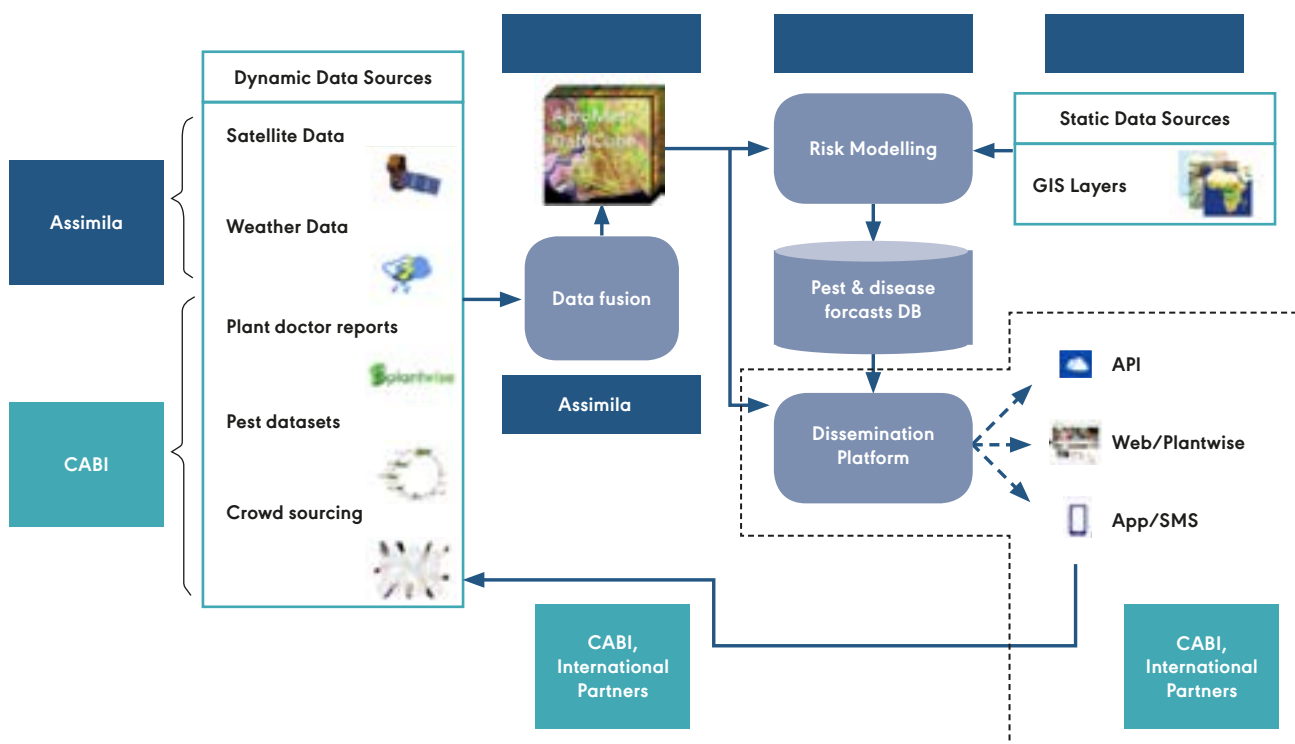 Dynamic Data Sources
Satellite Data
Weather Data
Plant doctor reports
plantwise
Pest datasets
Crowd sourcing
Assimila
CABI
DataCube
Data fusion
Assimila
Risk Modelling
Static Data Sources
GIS Layers
Pest & disease
forcasts DB
Dissemination
Platform
API
Web/Plantwise
App/SMS
CABI,
International
Partners
CABI,
International
Partners